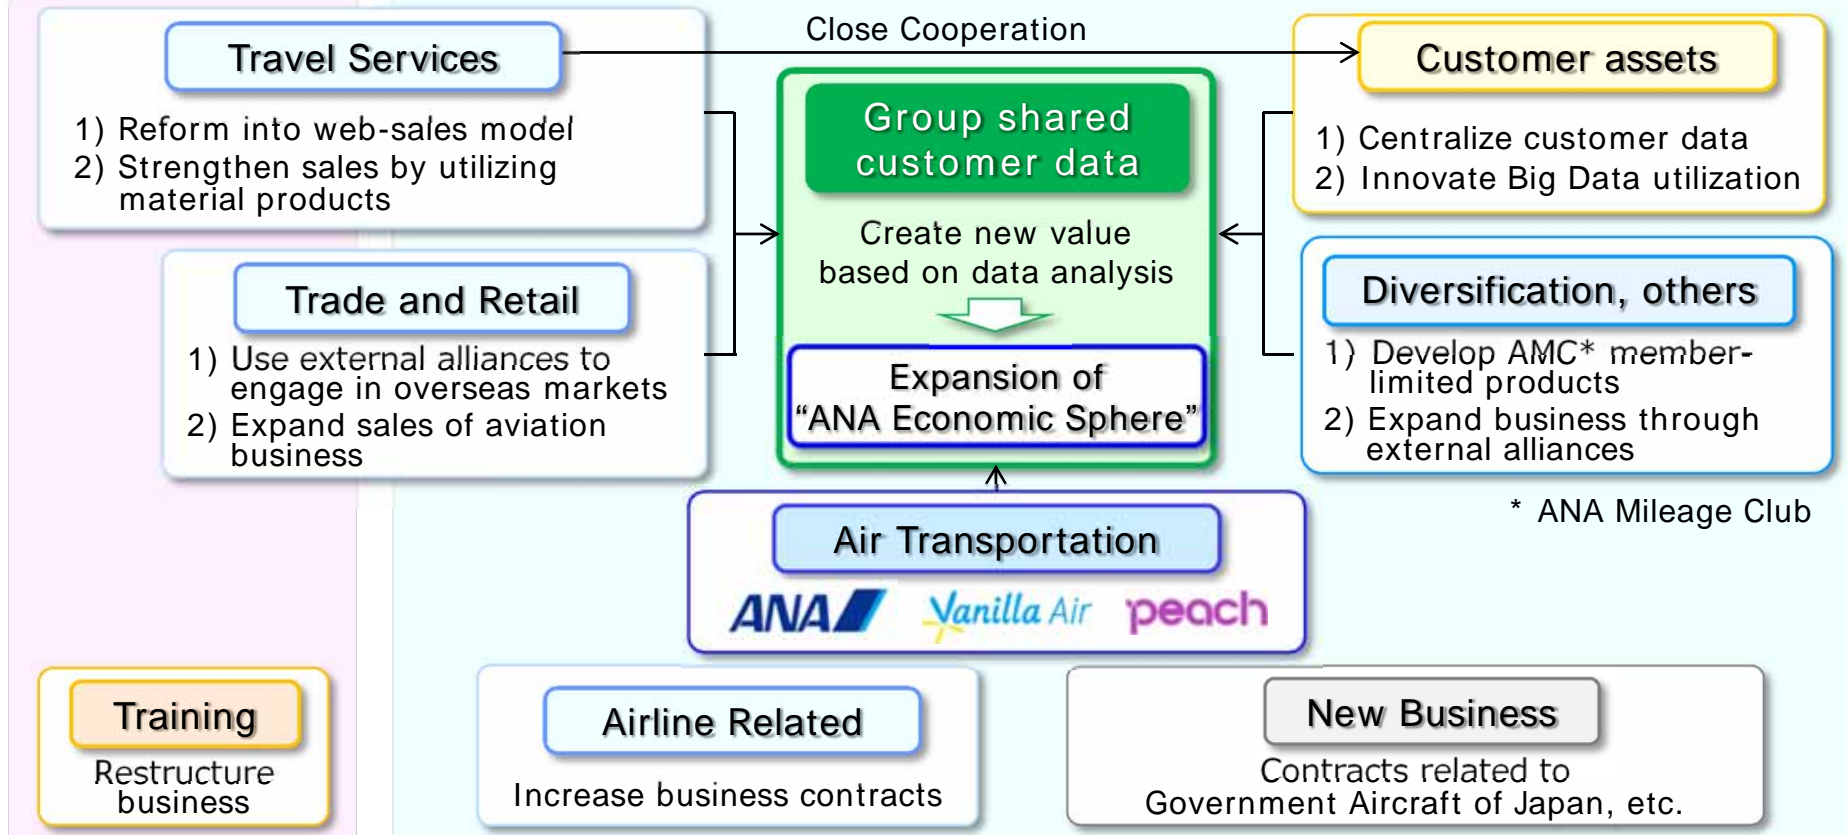 Close Cooperation
Travel Services
1) Reform into web-sales model
2) Strengthen sales by utilizing
material products
Trade and Retail
1) Use external alliances to
engage in overseas markets
2) Expand sales of aviation
business
Group shared
customer data
Create new value
based on data analysis
Expansion of
“ANA Economic Sphere”
Customer assets
1) Centralize customer data
2) Innovate Big Data utilization
Diversification, others
1) Develop AMC* member-
limited products
2) Expand business through
external alliances
* ANA Mileage Club
Air Transportation
ANA Vanilla Air peach
Training
Restructure
business
Airline Related
Increase business contracts
New Business
Contracts related to
Government Aircraft of Japan, etc.